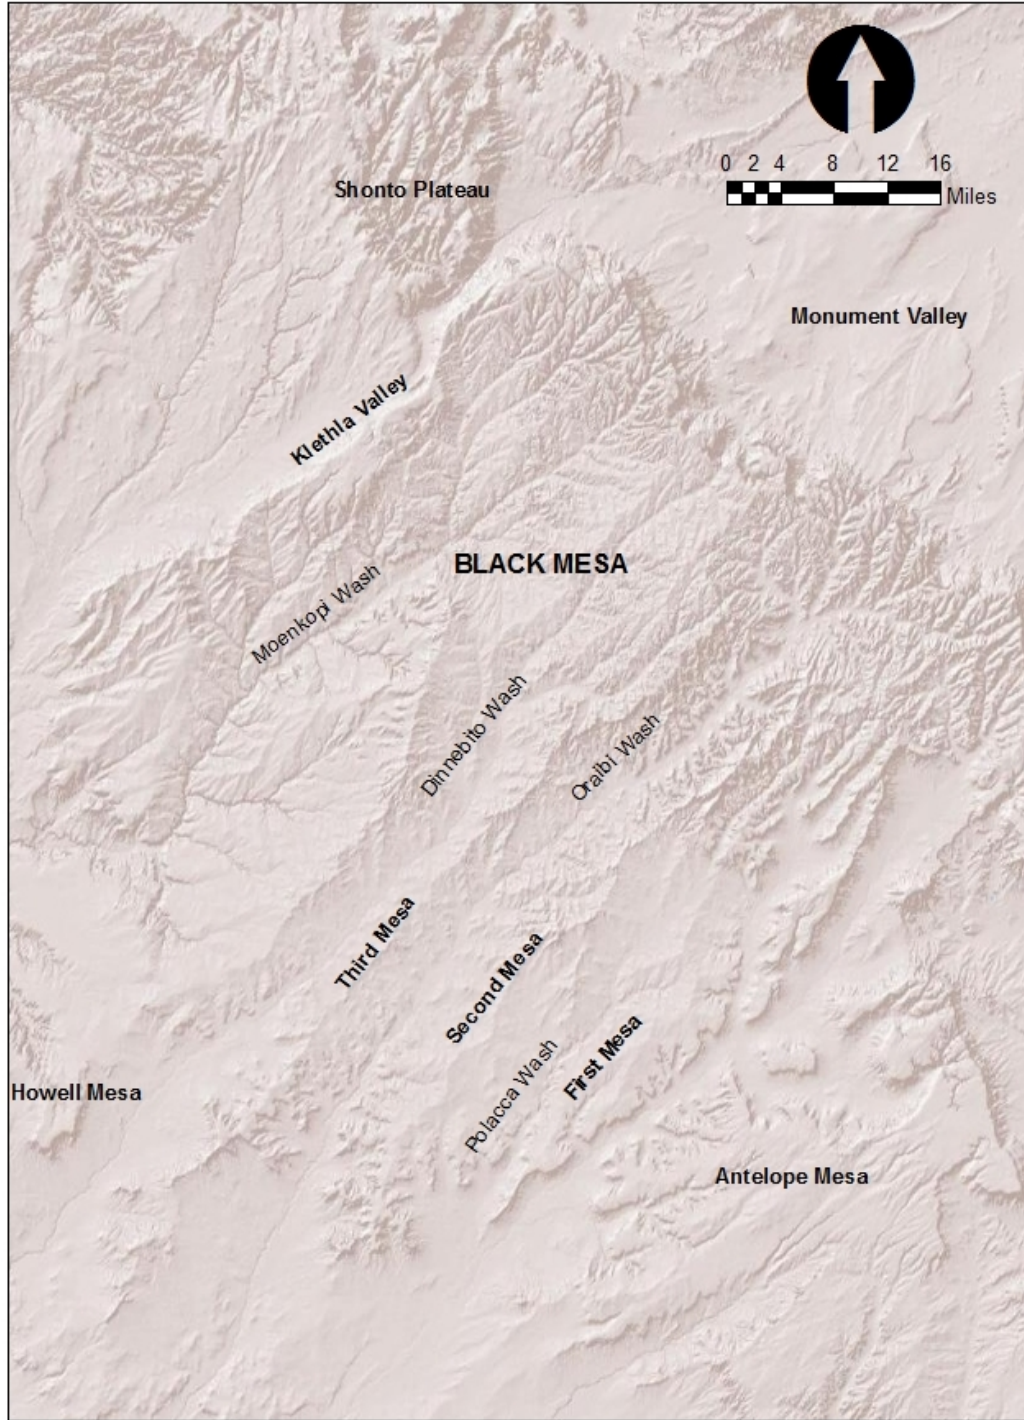 Shonto Plateau
0 2 4 8 12 16
Miles
Monument Valley
Klethla Valley
BLACK MESA
Moenkopi Wash
Dinnebito Wash
Oraibi Wash
Third Mesa
Second Mesa
First Mesa
Polacca Wash
Howell Mesa
Antelope Mesa